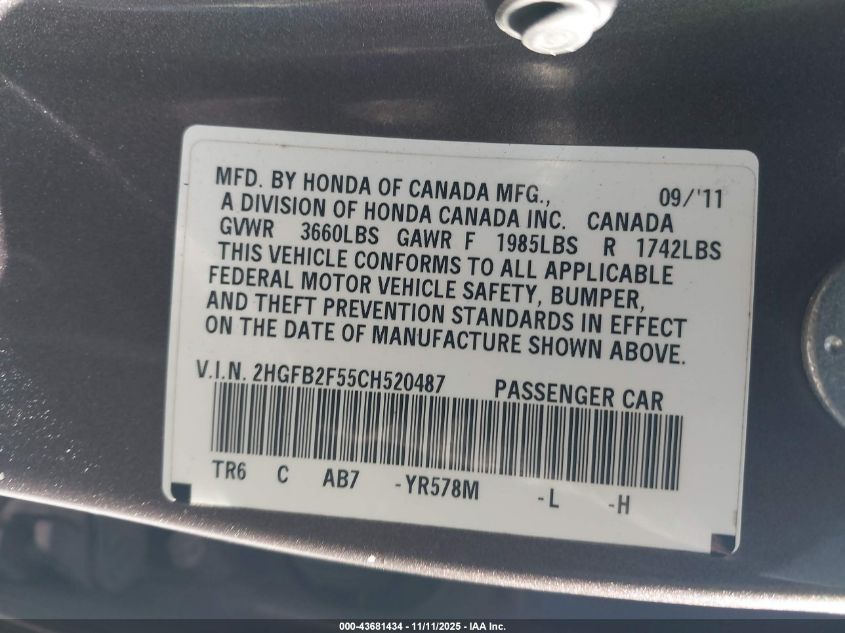 MFD. BY HONDA OF CANADA MFG., 09/'11
A DIVISION OF HONDA CANADA INC. CANADA
GVWR 3660LBS GAWR F 1985LBS R 1742LBS
THIS VEHICLE CONFORMS TO ALL APPLICABLE
FEDERAL MOTOR VEHICLE SAFETY, BUMPER,
AND THEFT PREVENTION STANDARDS IN EFFECT
ON THE DATE OF MANUFACTURE SHOWN ABOVE.
V.I.N. 2HGFB2F55CH520487 PASSENGER CAR
TR6 C AB7 -YR578M -L -H
000-43681434 - 11/11/2025 - IAA Inc.